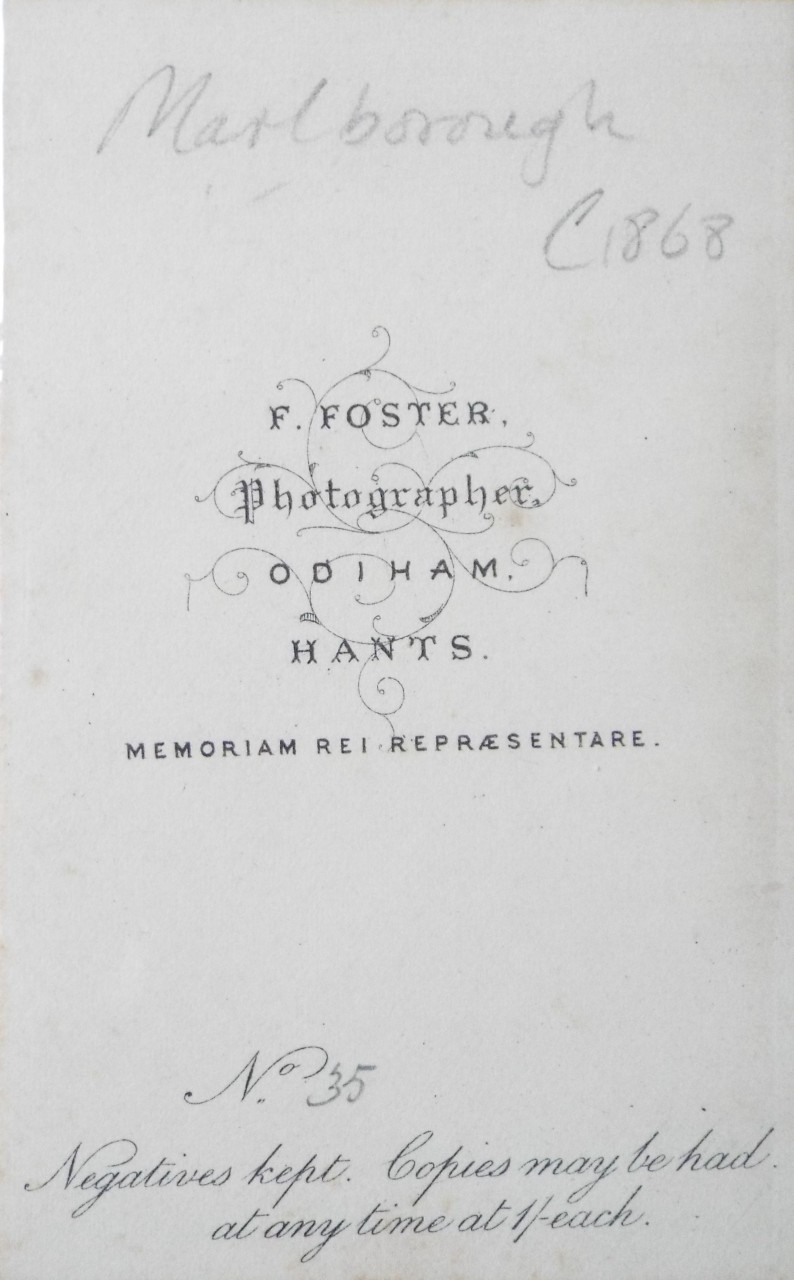 Marlborough
C1868
F. FOSTER,
Photographer,
ODIHAM,
HANTS.
MEMORIAM REI REPRÆSENTARE.
No. 35
Negatives kept. Copies may be had
at any time at 1/- each.